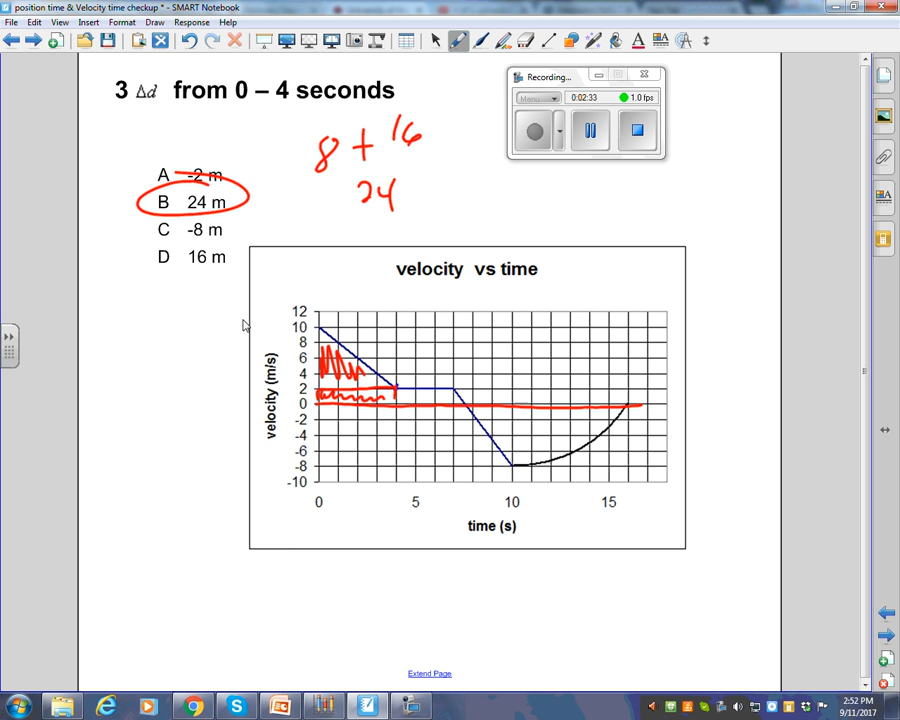 position time & Velocity time checkup * - SMART Notebook
File Edit View Insert Format Draw Response Help
Recording...
Menu
0:02:33
1.0 fps
3 Δd from 0 – 4 seconds
8 + 16
24
A -2 m
B 24 m
C -8 m
D 16 m
velocity vs time
12
10
8
6
4
2
0
-2
-4
-6
-8
-10
velocity (m/s)
0 5 10 15
time (s)
Extend Page
2:52 PM
9/11/2017